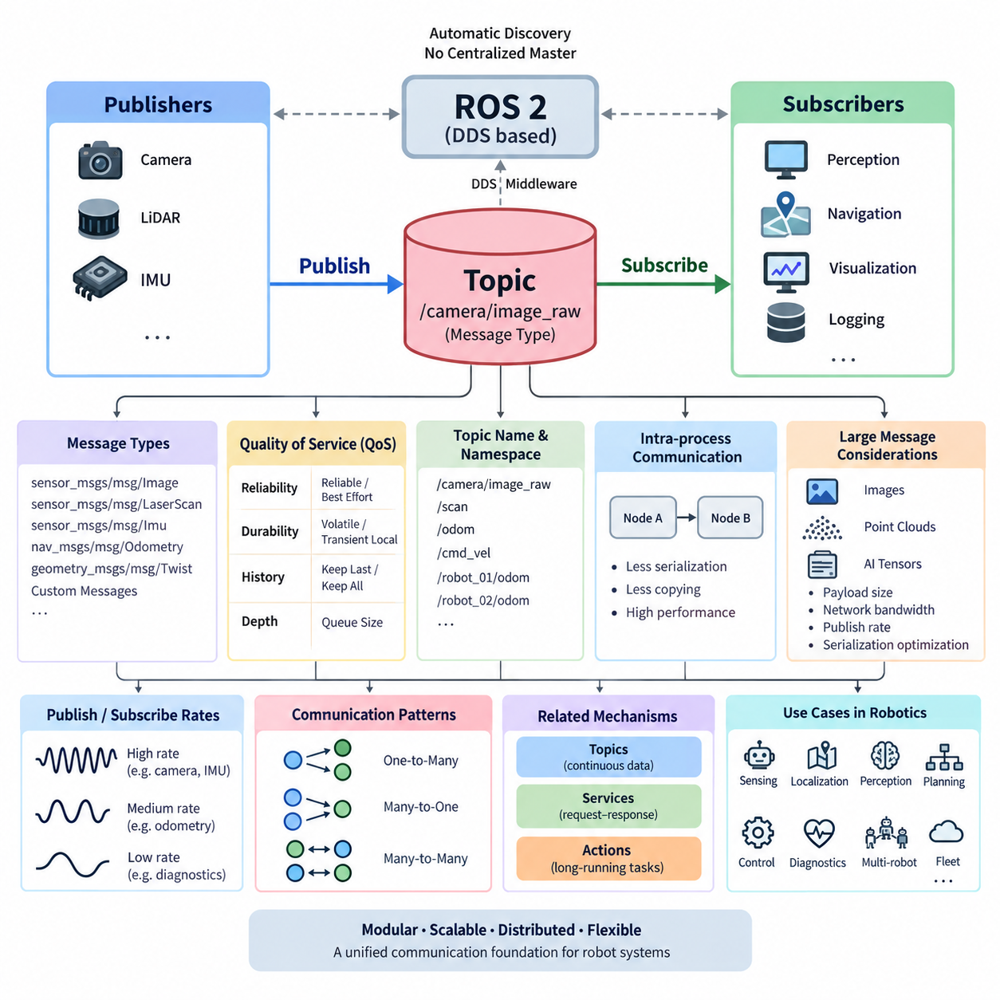 Automatic Discovery
No Centralized Master
Publishers
ROS 2
(DDS based)
Subscribers
Camera
LiDAR
IMU
...
DDS Middleware
Publish
Topic
/camera/image_raw
(Message Type)
Subscribe
Perception
Navigation
Visualization
Logging
...
Message Types
sensor_msgs/msg/Image
sensor_msgs/msg/LaserScan
sensor_msgs/msg/Imu
nav_msgs/msg/Odometry
geometry_msgs/msg/Twist
Custom Messages
...
Quality of Service (QoS)
Reliability
Reliable /
Best Effort
Durability
Volatile /
Transient Local
History
Keep Last /
Keep All
Depth
Queue Size
Topic Name &
Namespace
/camera/image_raw
/scan
/odom
/cmd_vel
/robot_01/odom
/robot_02/odom
...
Intra-process
Communication
Node A
Node B
• Less serialization
• Less copying
• High performance
Large Message
Considerations
Images
Point Clouds
AI Tensors
• Payload size
• Network bandwidth
• Publish rate
• Serialization optimization
Publish / Subscribe Rates
High rate
(e.g. camera, IMU)
Medium rate
(e.g. odometry)
Low rate
(e.g. diagnostics)
Communication Patterns
One-to-Many
Many-to-One
Many-to-Many
Related Mechanisms
Topics
(continuous data)
Services
(request–response)
Actions
(long-running tasks)
Use Cases in Robotics
Sensing
Localization
Perception
Planning
Control
Diagnostics
Multi-robot
Fleet
...
Modular • Scalable • Distributed • Flexible
A unified communication foundation for robot systems